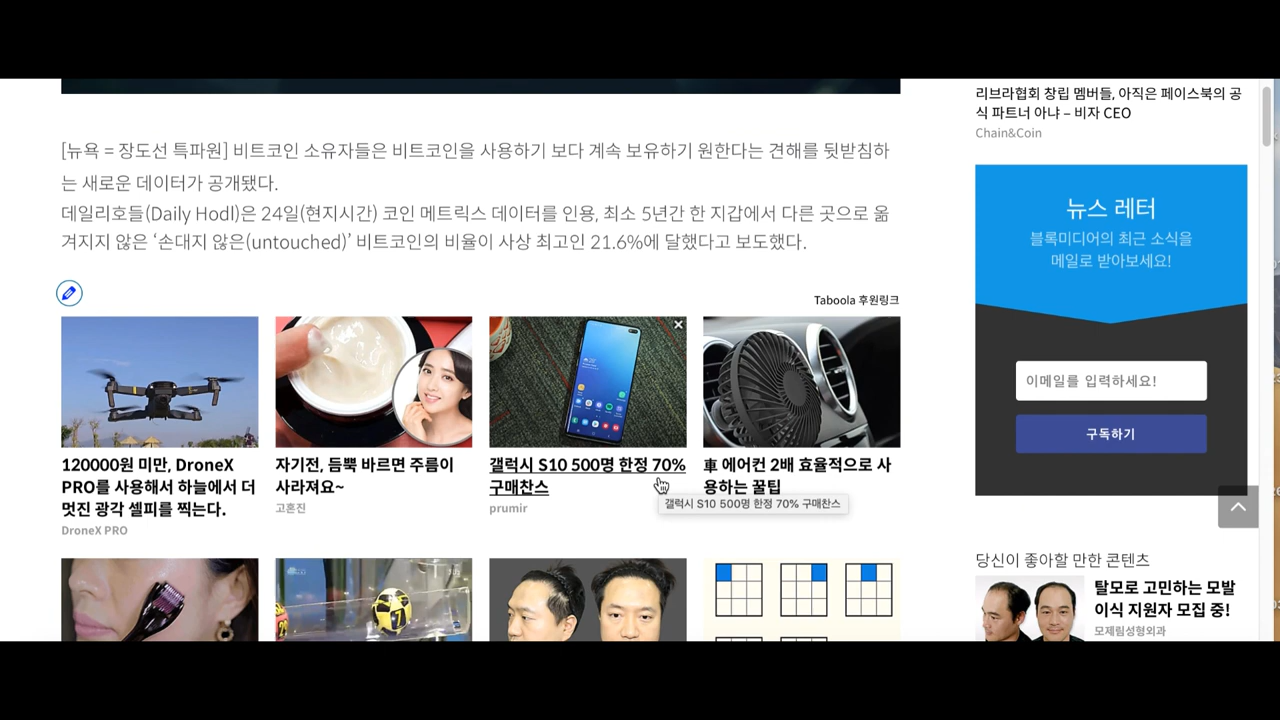 리브라협회 창립 멤버들, 아직은 페이스북의 공
식 파트너 아냐 – 비자 CEO
Chain&Coin
[뉴욕 = 장도선 특파원] 비트코인 소유자들은 비트코인을 사용하기 보다 계속 보유하기 원한다는 견해를 뒷받침하
는 새로운 데이터가 공개됐다.
데일리호들(Daily Hodl)은 24일(현지시간) 코인 메트릭스 데이터를 인용, 최소 5년간 한 지갑에서 다른 곳으로 옮
겨지지 않은 ‘손대지 않은(untouched)’ 비트코인의 비율이 사상 최고인 21.6%에 달했다고 보도했다.
뉴스 레터
블록미디어의 최근 소식을
메일로 받아보세요!
이메일를 입력하세요!
구독하기
Taboola 후원링크
120000원 미만, DroneX
PRO를 사용해서 하늘에서 더
멋진 광각 셀피를 찍는다.
DroneX PRO
자기전, 듬뿍 바르면 주름이
사라져요~
고혼진
갤럭시 S10 500명 한정 70%
구매찬스
prumir
車 에어컨 2배 효율적으로 사
용하는 꿀팁
갤럭시 S10 500명 한정 70% 구매찬스
당신이 좋아할 만한 콘텐츠
탈모로 고민하는 모발
이식 지원자 모집 중!
모제림성형외과